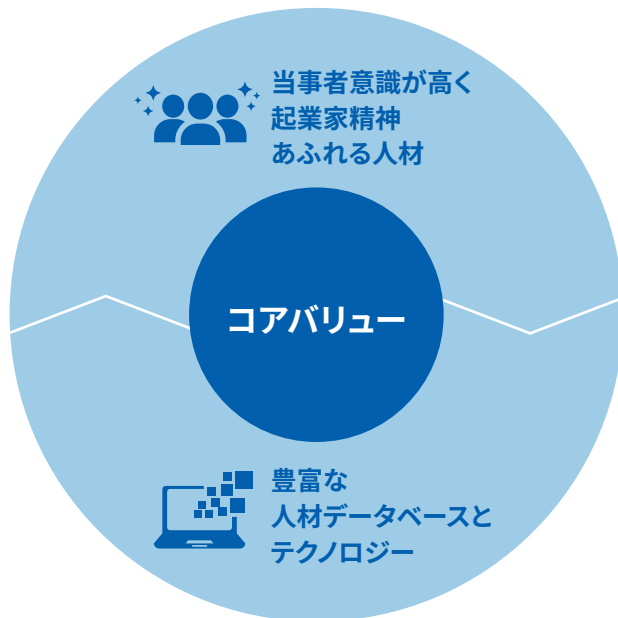 当事者意識が高く
起業家精神
あふれる人材
コアバリュー
豊富な
人材データベースと
テクノロジー